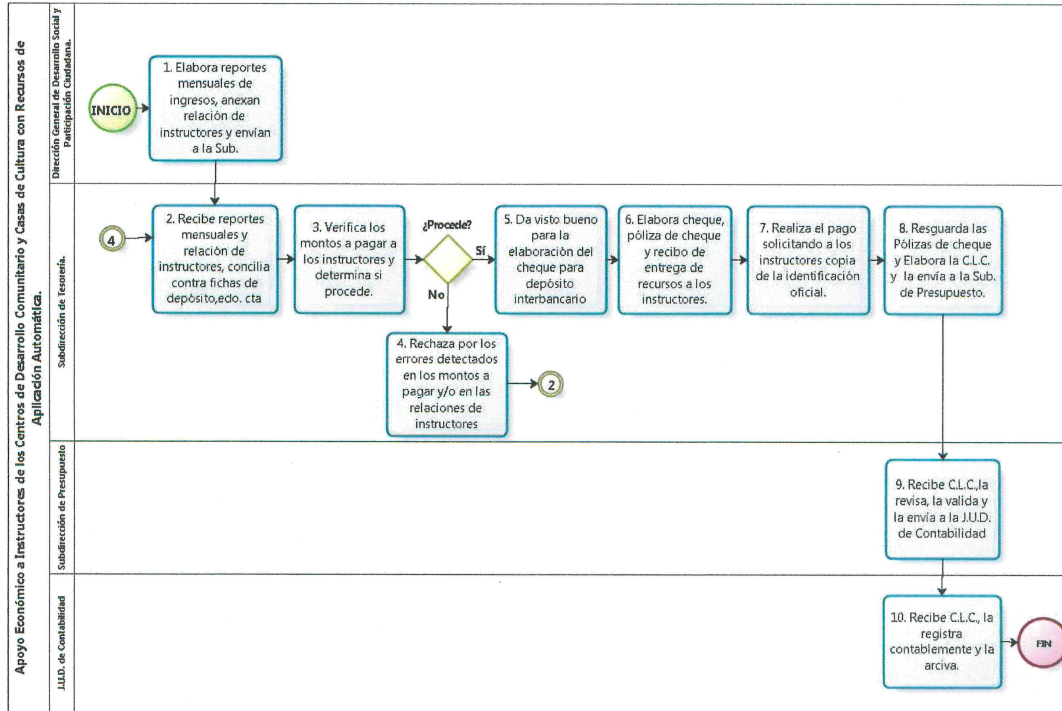 Apoyo Económico a Instructores de los Centros de Desarrollo Comunitario y Casas de Cultura con Recursos de
Aplicación Automática.
Dirección General de Desarrollo Social y
Participación Ciudadana.
INICIO
1. Elabora reportes
mensuales de
ingresos, anexan
relación de
instructores y envían
a la Sub.
Subdirección de Tesorería.
4
2. Recibe reportes
mensuales y
relación de
instructores, concilia
contra fichas de
depósito,edo. cta
3. Verifica los
montos a pagar a
los instructores y
determina si
procede.
¿Procede?
Sí
No
4. Rechaza por los
errores detectados
en los montos a
pagar y/o en las
relaciones de
instructores
2
5. Da visto bueno
para la
elaboración del
cheque para
depósito
interbancario
6. Elabora cheque,
póliza de cheque
y recibo de
entrega de
recursos a los
instructores.
7. Realiza el pago
solicitando a los
instructores copia
de la identificación
oficial.
8. Resguarda las
Pólizas de cheque
y Elabora la C.L.C.
y la envía a la Sub.
de Presupuesto.
Subdirección de Presupuesto
9. Recibe C.L.C.,la
revisa, la valida y
la envía a la J.U.D.
de Contabilidad
J.U.D. de Contabilidad
10. Recibe C.L.C., la
registra
contablemente y la
arciva.
FIN